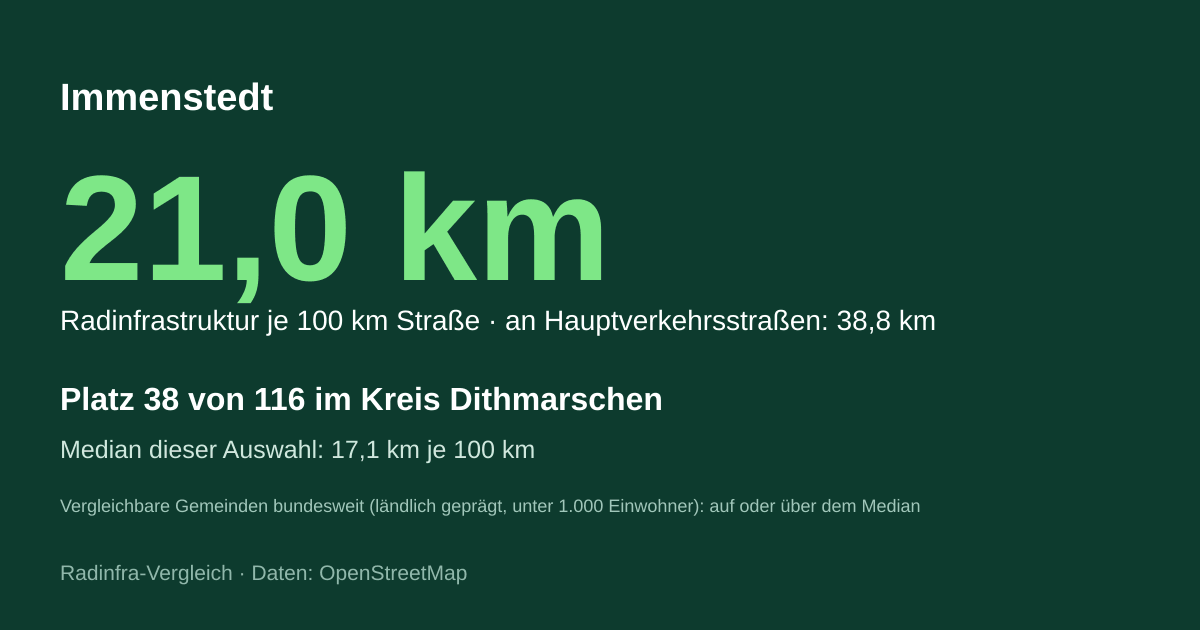 Immenstedt
21,0 km
Radinfrastruktur je 100 km Straße · an Hauptverkehrsstraßen: 38,8 km
Platz 38 von 116 im Kreis Dithmarschen
Median dieser Auswahl: 17,1 km je 100 km
Vergleichbare Gemeinden bundesweit (ländlich geprägt, unter 1.000 Einwohner): auf oder über dem Median
Radinfra-Vergleich · Daten: OpenStreetMap